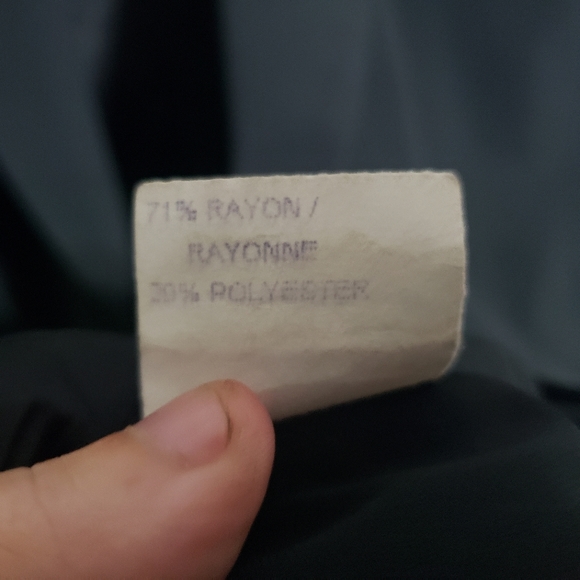 71% RAYON /
RAYONNE
29% POLYESTER